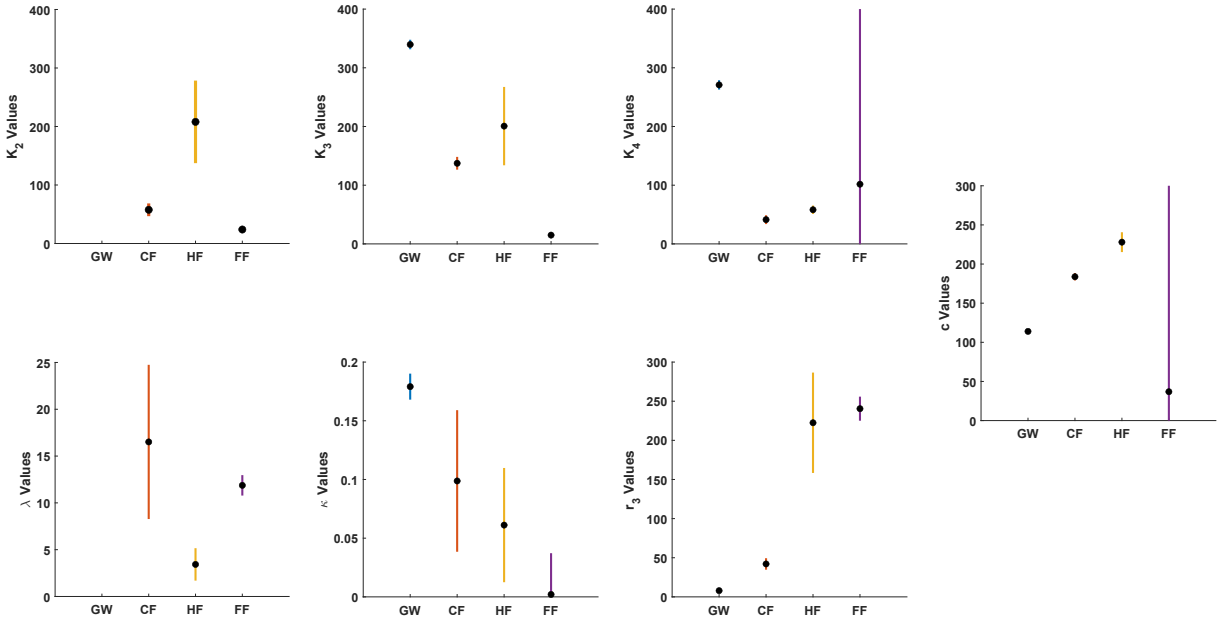 400
300
200
100
0
K2 Values
GW CF HF FF
400
300
200
100
0
K3 Values
GW CF HF FF
400
300
200
100
0
K4 Values
GW CF HF FF
300
250
200
150
100
50
0
c Values
GW CF HF FF
25
20
15
10
5
0
λ Values
GW CF HF FF
0.2
0.15
0.1
0.05
0
κ Values
GW CF HF FF
300
250
200
150
100
50
0
r3 Values
GW CF HF FF